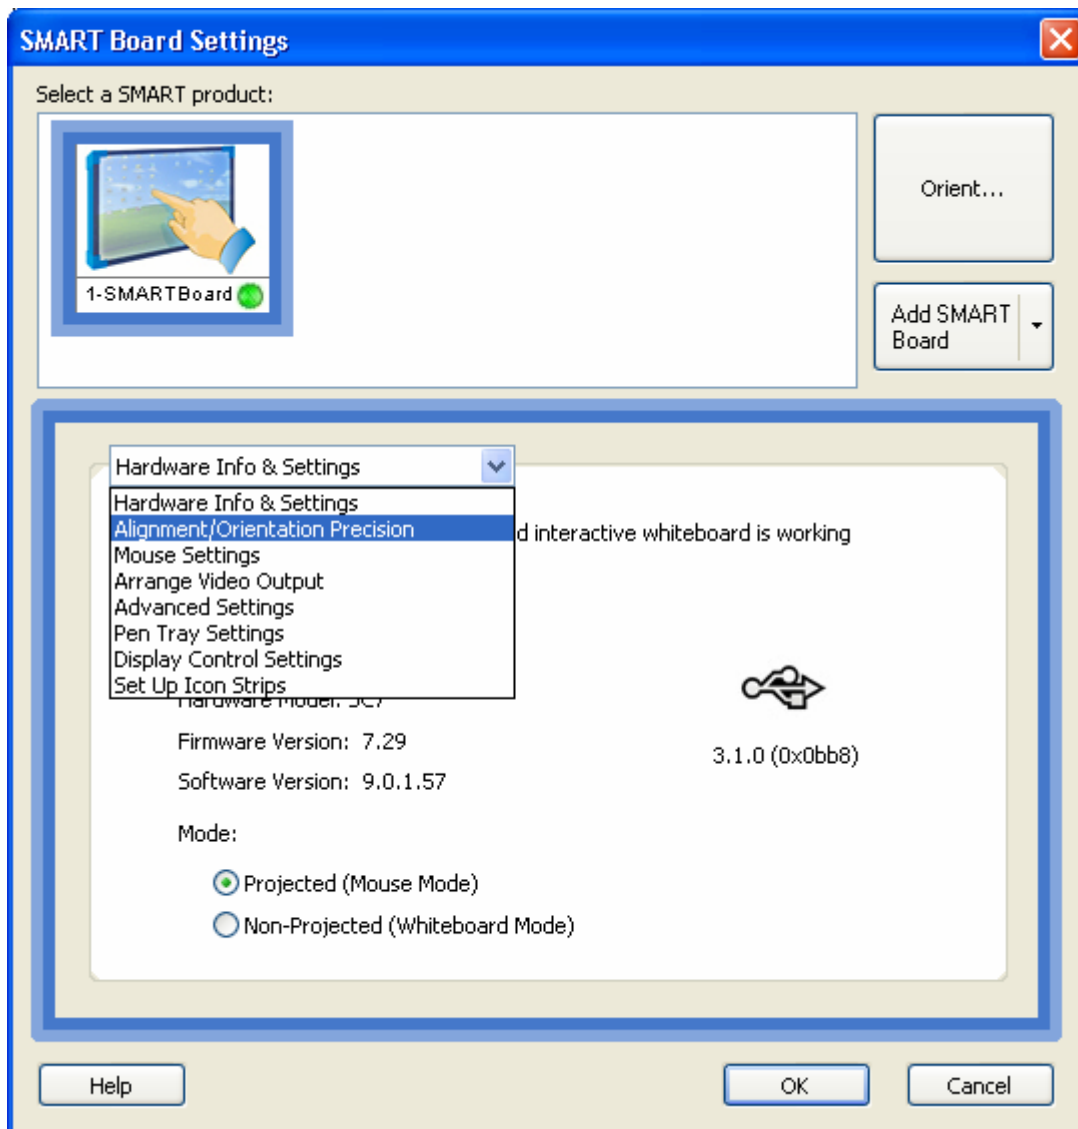 SMART Board Settings
Select a SMART product:
1-SMARTBoard
Orient...
Add SMART
Board
Hardware Info & Settings
Hardware Info & Settings
Alignment/Orientation Precision
d interactive whiteboard is working
Mouse Settings
Arrange Video Output
Advanced Settings
Pen Tray Settings
Display Control Settings
Set Up Icon Strips
Hardware Model:
Firmware Version: 7.29
3.1.0 (0x0bb8)
Software Version: 9.0.1.57
Mode:
Projected (Mouse Mode)
Non-Projected (Whiteboard Mode)
Help
OK
Cancel